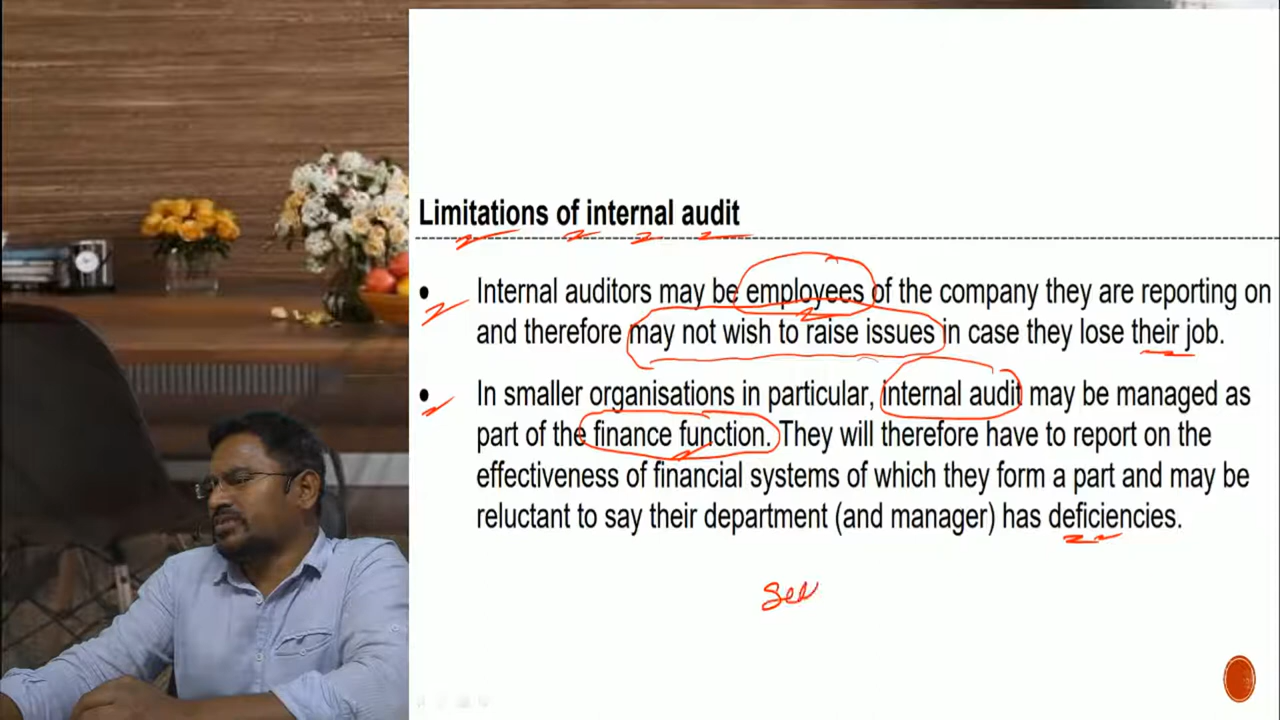 Limitations of internal audit
• Internal auditors may be employees of the company they are reporting on
and therefore may not wish to raise issues in case they lose their job.
• In smaller organisations in particular, internal audit may be managed as
part of the finance function. They will therefore have to report on the
effectiveness of financial systems of which they form a part and may be
reluctant to say their department (and manager) has deficiencies.